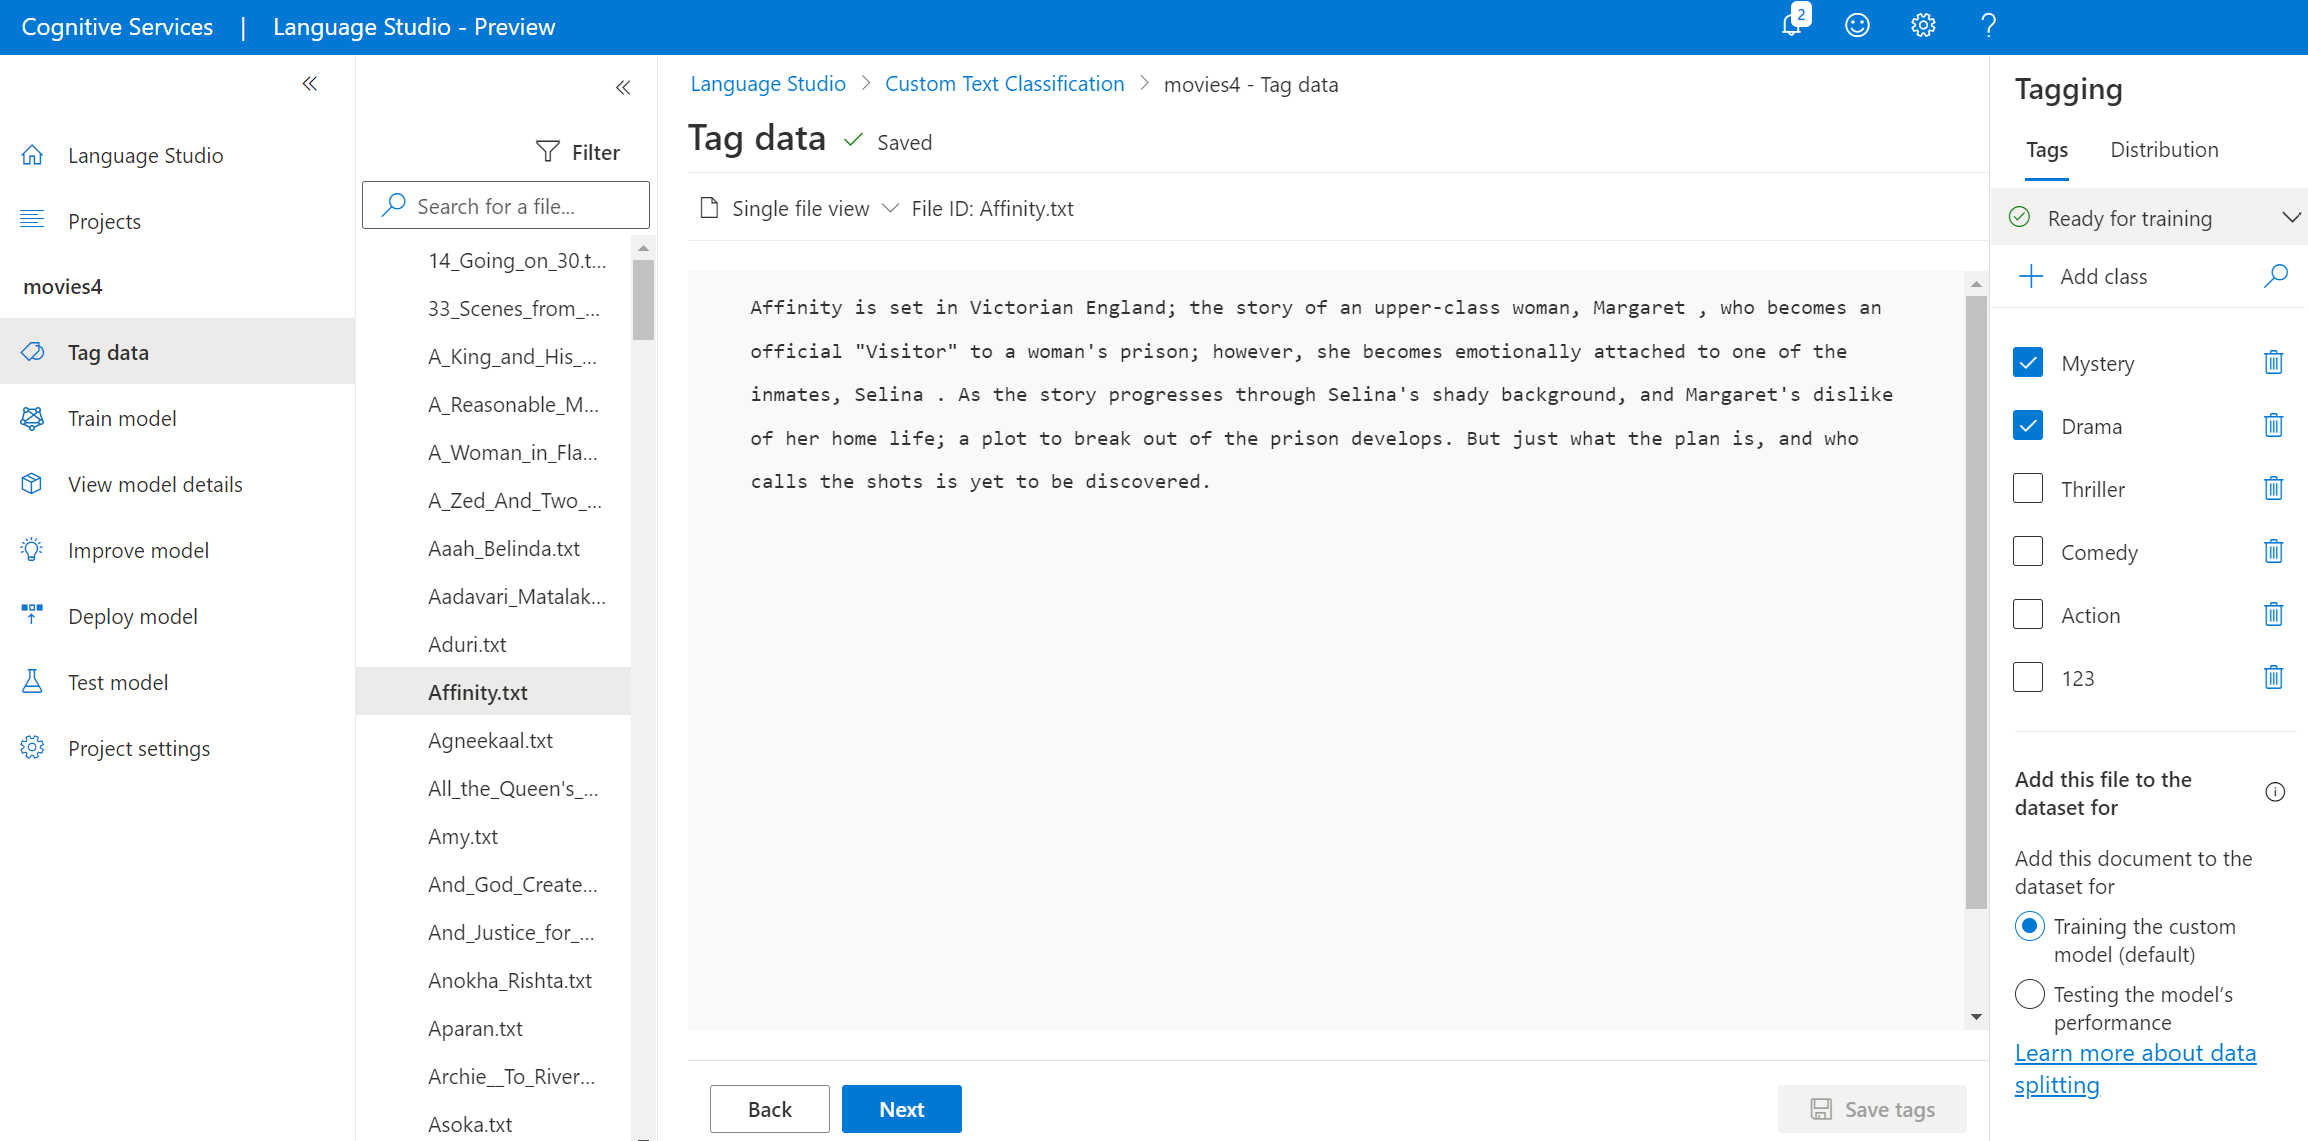 Cognitive Services | Language Studio - Preview
2
Language Studio
Projects
movies4
Tag data
Train model
View model details
Improve model
Deploy model
Test model
Project settings
Filter
Search for a file...
14_Going_on_30.t...
33_Scenes_from_...
A_King_and_His_...
A_Reasonable_M...
A_Woman_in_Fla...
A_Zed_And_Two_...
Aaah_Belinda.txt
Aadavari_Matalak...
Aduri.txt
Affinity.txt
Agneekaal.txt
All_the_Queen's_...
Amy.txt
And_God_Create...
And_Justice_for_...
Anokha_Rishta.txt
Aparan.txt
Archie__To_River...
Asoka.txt
Language Studio > Custom Text Classification > movies4 - Tag data
Tag data Saved
Single file view File ID: Affinity.txt
Affinity is set in Victorian England; the story of an upper-class woman, Margaret , who becomes an
official "Visitor" to a woman's prison; however, she becomes emotionally attached to one of the
inmates, Selina . As the story progresses through Selina's shady background, and Margaret's dislike
of her home life; a plot to break out of the prison develops. But just what the plan is, and who
calls the shots is yet to be discovered.
Back
Next
Save tags
Tagging
Tags Distribution
Ready for training
Add class
Mystery
Drama
Thriller
Comedy
Action
123
Add this file to the
dataset for
Add this document to the
dataset for
Training the custom
model (default)
Testing the model’s
performance
Learn more about data
splitting